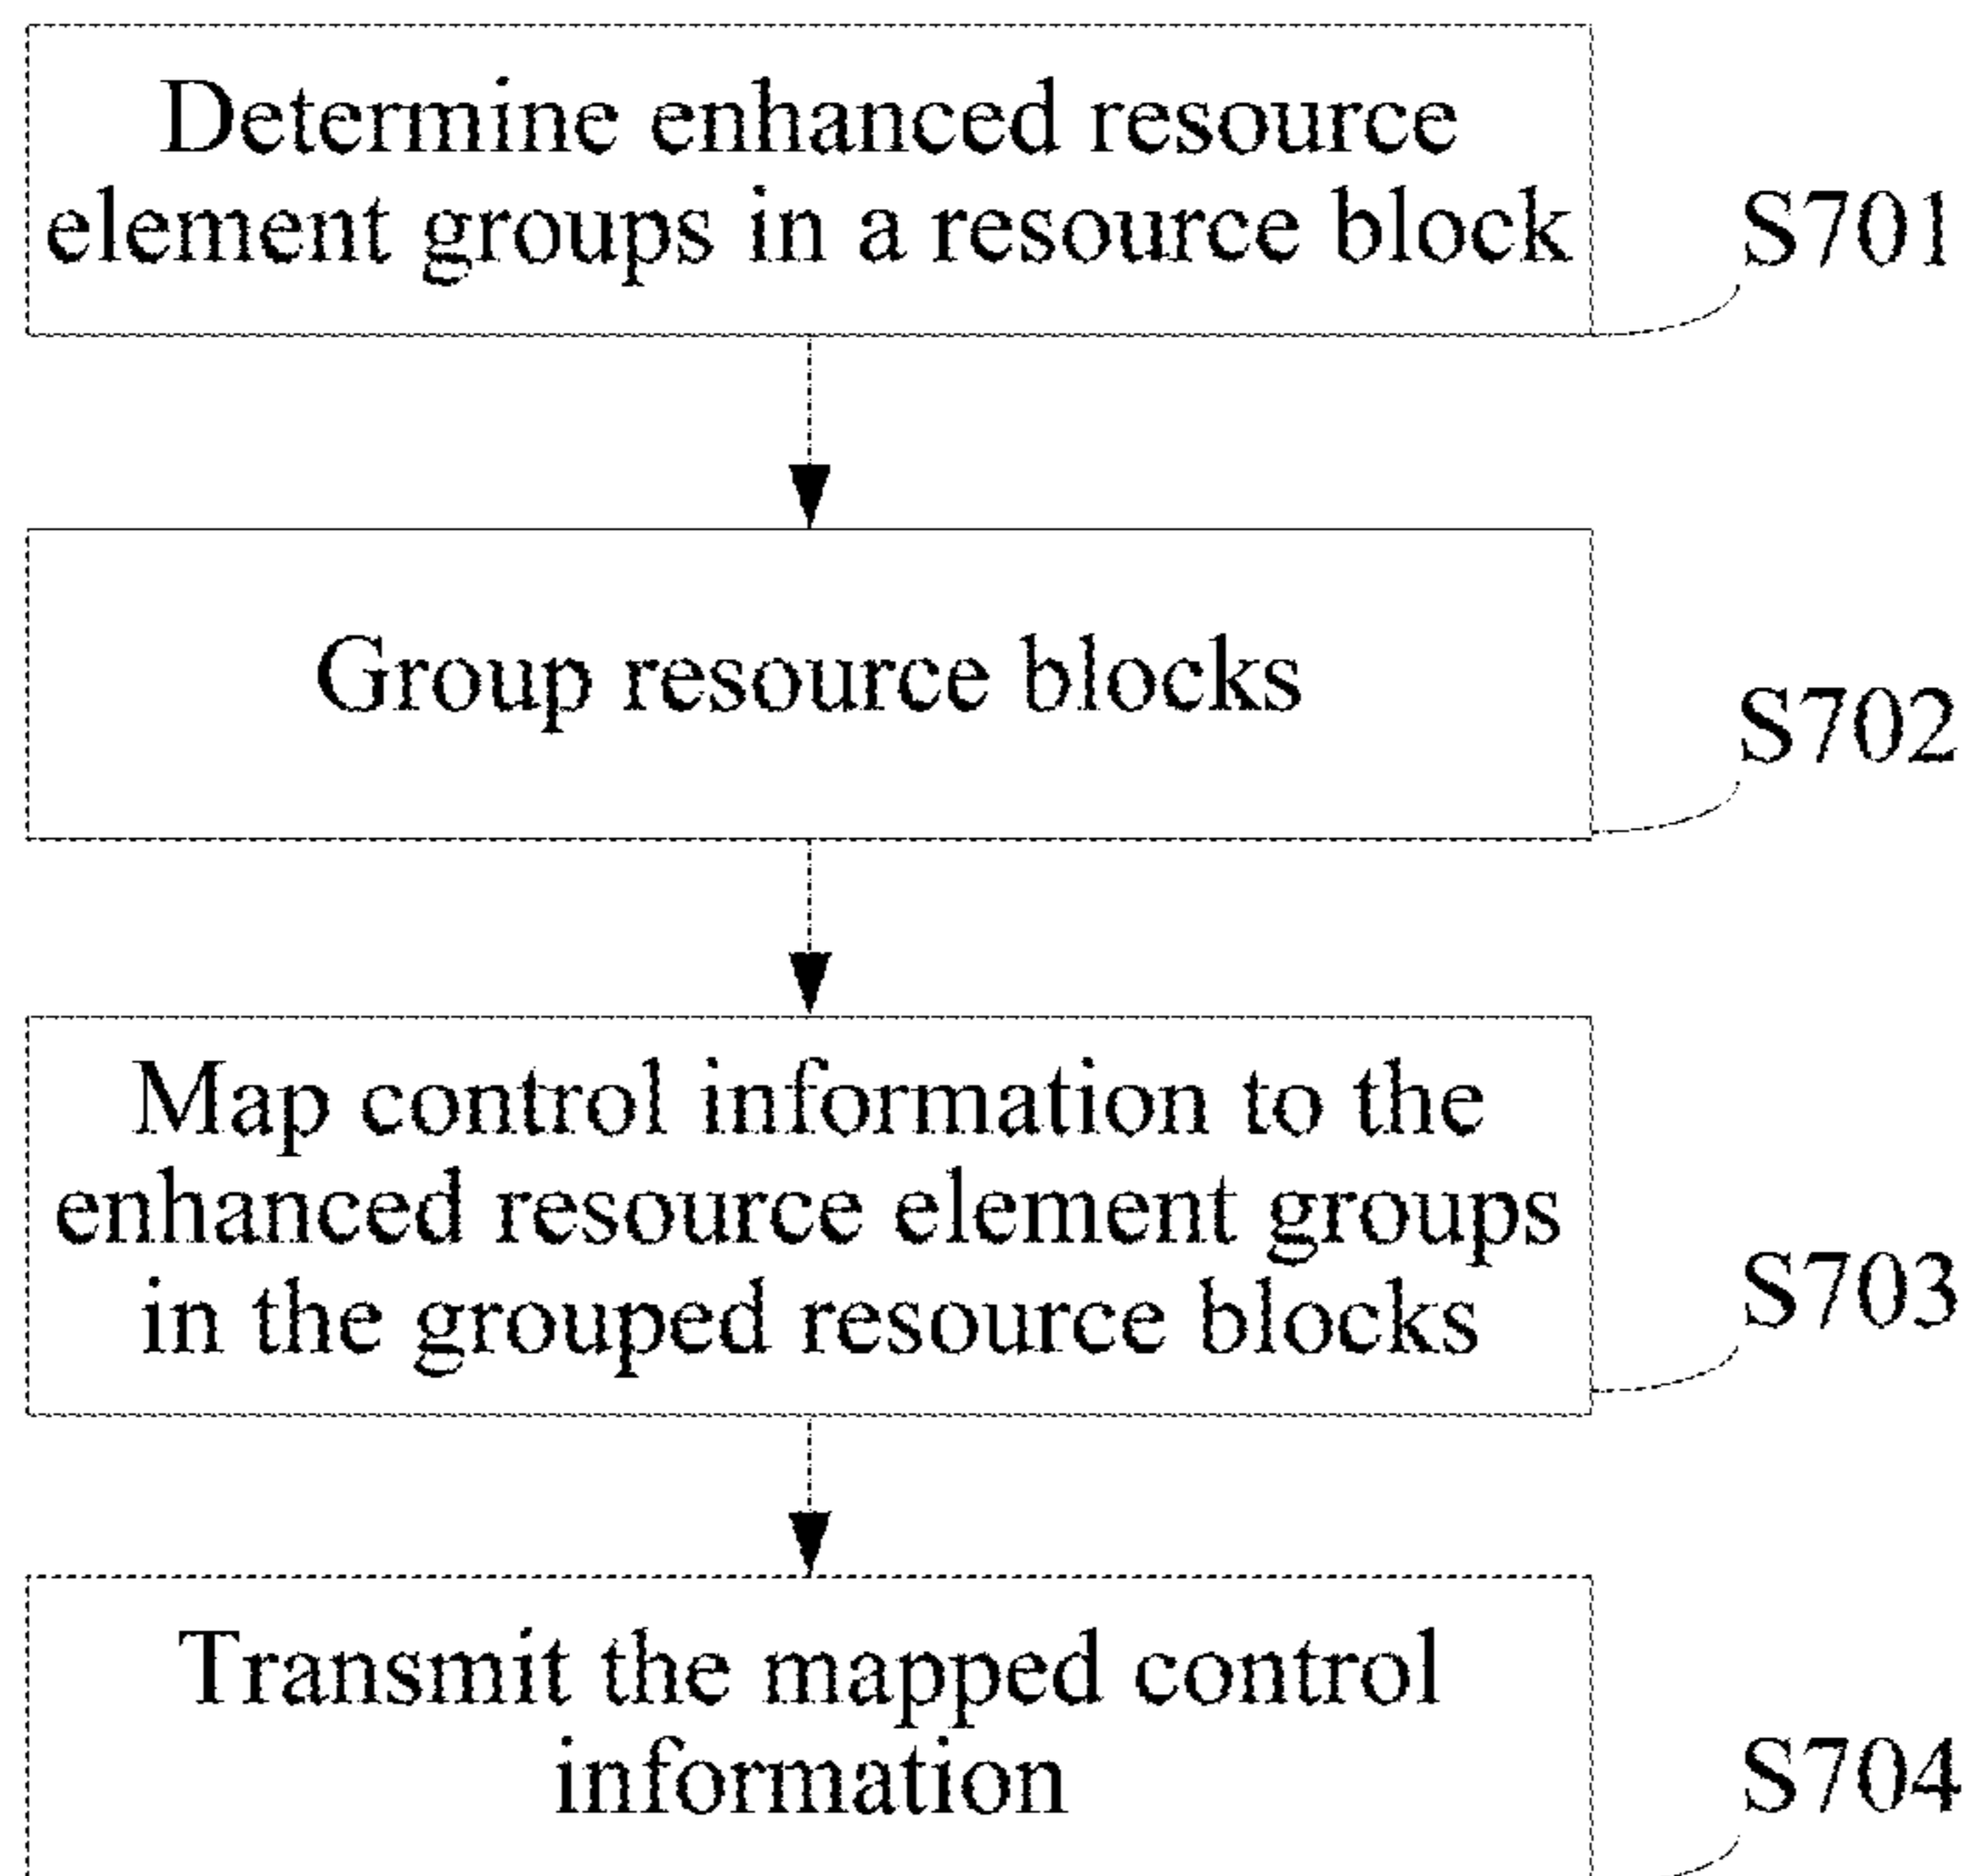 Determine enhanced resource
element groups in a resource block
S701
Group resource blocks
S702
Map control information to the
enhanced resource element groups
in the grouped resource blocks
S703
Transmit the mapped control
information
S704